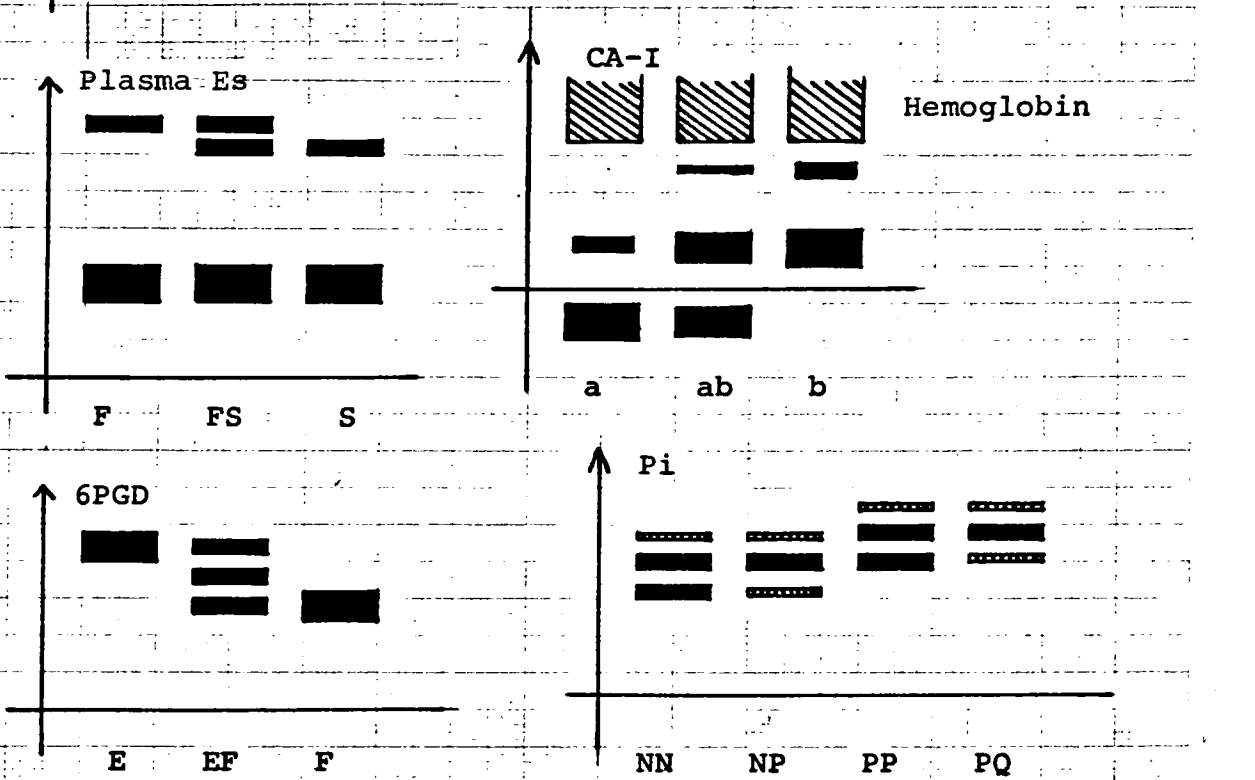 Plasma Es
F FS S
CA-I
Hemoglobin
a ab b
6PGD
E EF F
Pi
NN NP PP PQ